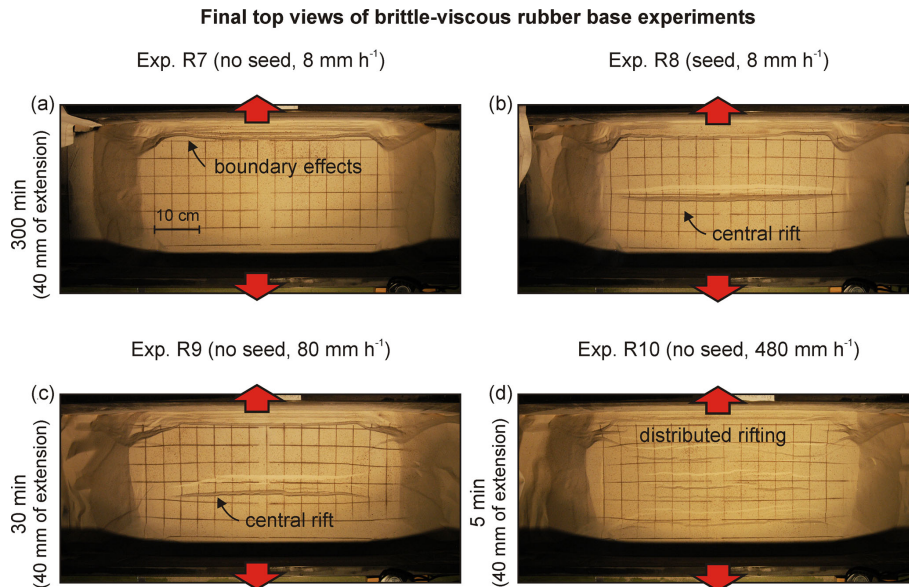 Final top views of brittle-viscous rubber base experiments
Exp. R7 (no seed, 8 mm h⁻¹)
Exp. R8 (seed, 8 mm h⁻¹)
(a)
300 min
(40 mm of extension)
boundary effects
10 cm
(b)
central rift
Exp. R9 (no seed, 80 mm h⁻¹)
Exp. R10 (no seed, 480 mm h⁻¹)
(c)
30 min
(40 mm of extension)
central rift
(d)
5 min
(40 mm of extension)
distributed rifting